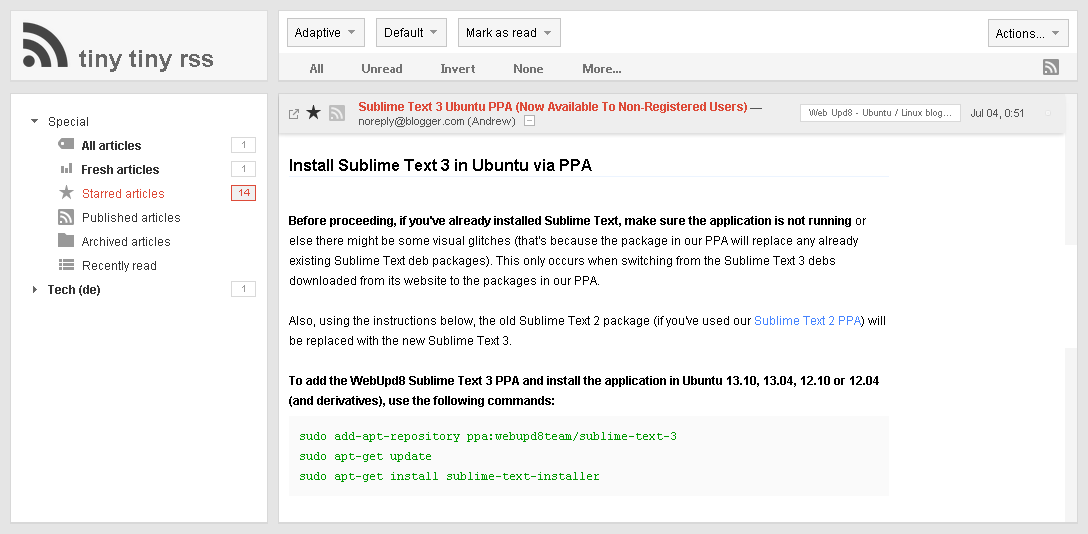 tiny tiny rss
Adaptive Default Mark as read Actions...
All Unread Invert None More...
Special
All articles 1
Fresh articles 1
Starred articles 14
Published articles
Archived articles
Recently read
Tech (de) 1
Sublime Text 3 Ubuntu PPA (Now Available To Non-Registered Users) —
noreply@blogger.com (Andrew)
Web Upd8 - Ubuntu / Linux blog... Jul 04, 0:51
Install Sublime Text 3 in Ubuntu via PPA
Before proceeding, if you've already installed Sublime Text, make sure the application is not running or
else there might be some visual glitches (that's because the package in our PPA will replace any already
existing Sublime Text deb packages). This only occurs when switching from the Sublime Text 3 debs
downloaded from its website to the packages in our PPA.
Also, using the instructions below, the old Sublime Text 2 package (if you've used our Sublime Text 2 PPA) will
be replaced with the new Sublime Text 3.
To add the WebUpd8 Sublime Text 3 PPA and install the application in Ubuntu 13.10, 13.04, 12.10 or 12.04
(and derivatives), use the following commands:
sudo add-apt-repository ppa:webupd8team/sublime-text-3
sudo apt-get update
sudo apt-get install sublime-text-installer